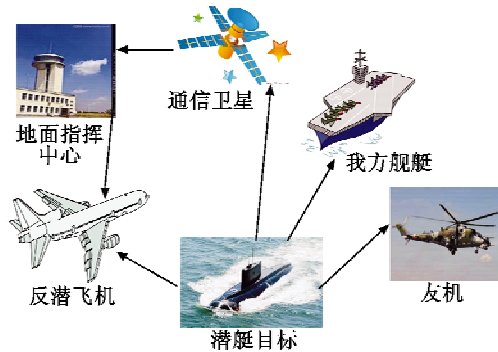 通信卫星
地面指挥
中心
我方舰艇
反潜飞机
友机
潜艇目标